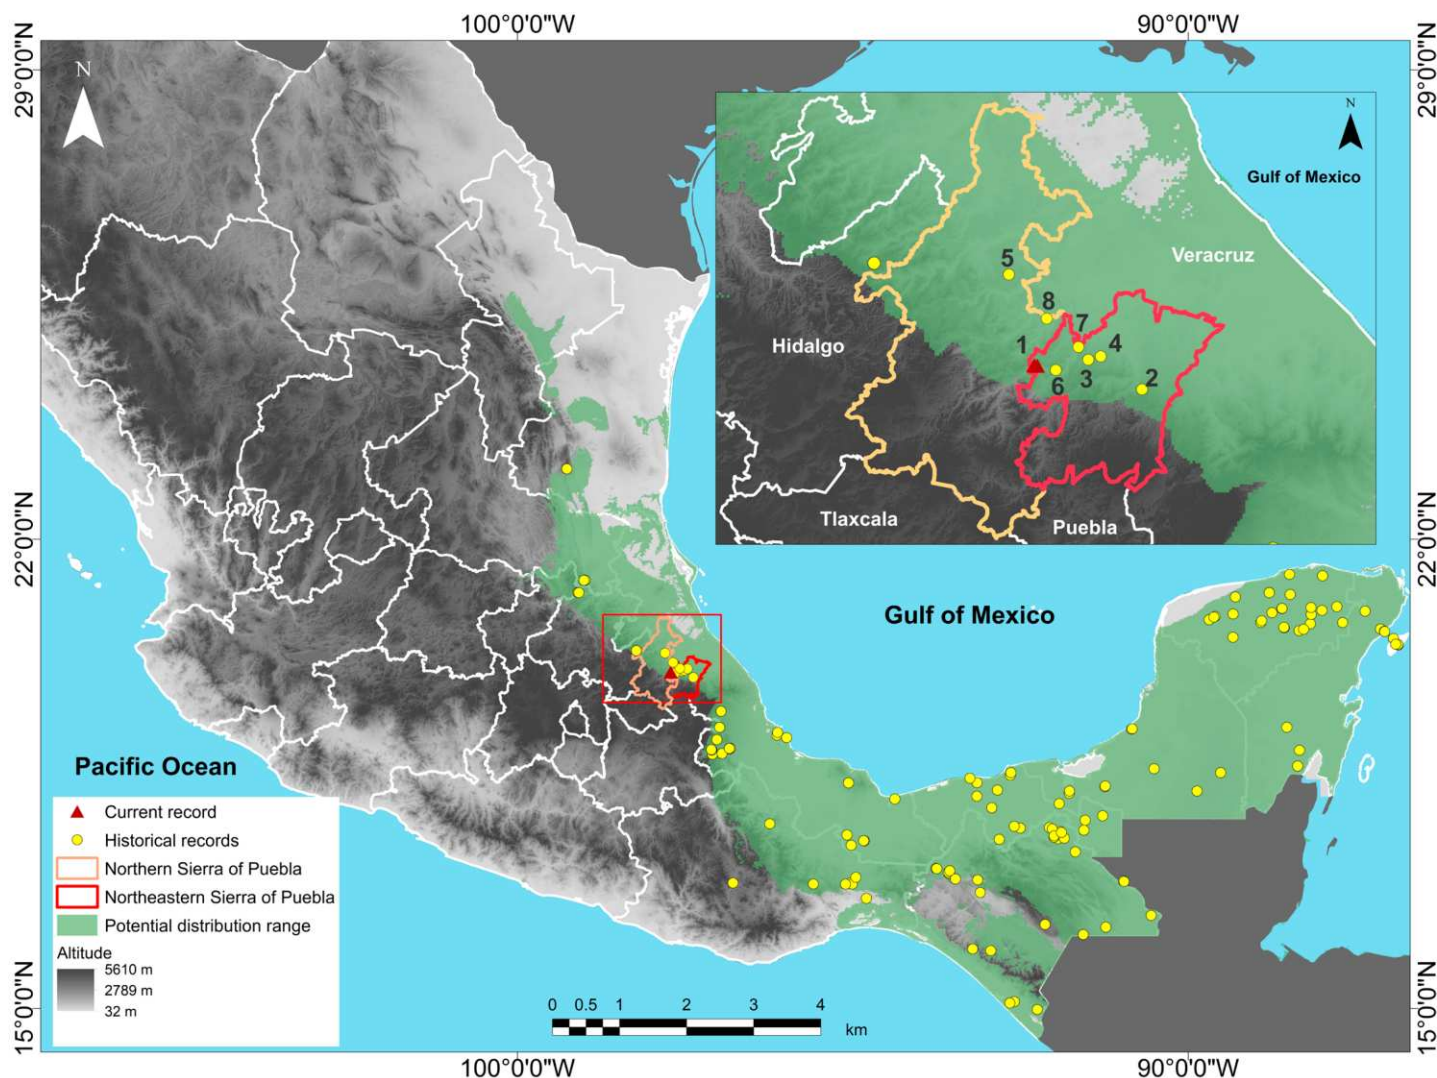 100°0'0"W
90°0'0"W
29°0'0"N
29°0'0"N
N
N
Gulf of Mexico
Veracruz
5
8
7
Hidalgo
1
4
6
3
2
Tlaxcala
Puebla
22°0'0"N
22°0'0"N
Gulf of Mexico
Pacific Ocean
Current record
Historical records
Northern Sierra of Puebla
Northeastern Sierra of Puebla
Potential distribution range
Altitude
5610 m
2789 m
32 m
0 0.5 1 2 3 4
km
15°0'0"N
15°0'0"N
100°0'0"W
90°0'0"W